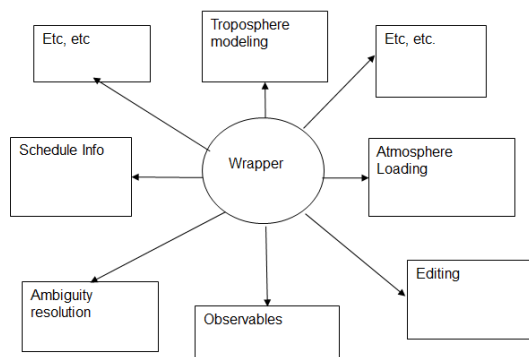 Etc, etc
Troposphere
modeling
Etc, etc.
Schedule Info
Wrapper
Atmosphere
Loading
Ambiguity
resolution
Observables
Editing